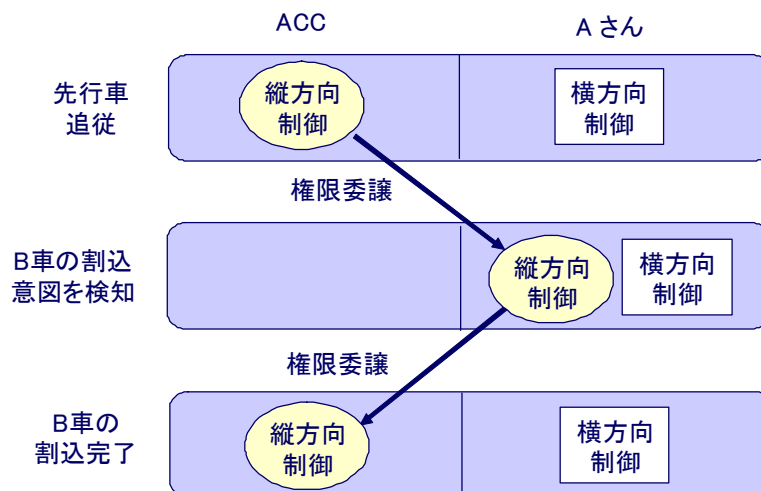 ACC
A さん
先行車
追従
縦方向
制御
横方向
制御
権限委譲
B車の割込
意図を検知
縦方向
制御
横方向
制御
権限委譲
B車の
割込完了
縦方向
制御
横方向
制御